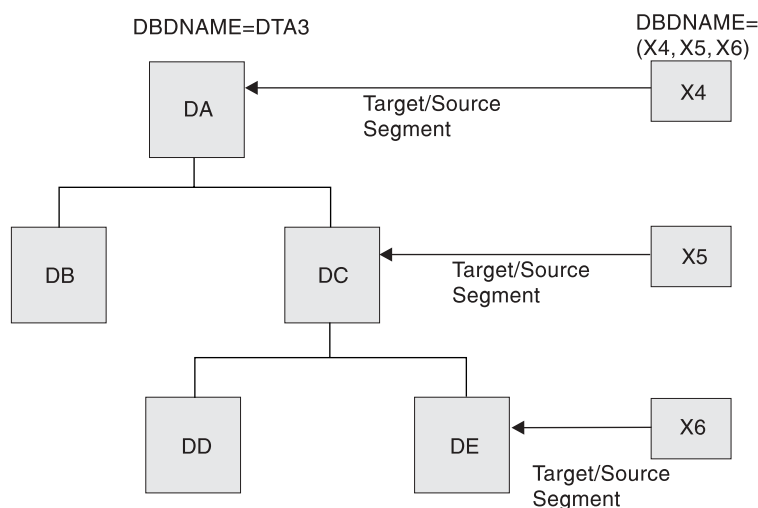 DBDNAME=DTA3
DBDNAME=
(X4, X5, X6)
DA
X4
Target/Source
Segment
DB
DC
X5
Target/Source
Segment
DD
DE
X6
Target/Source
Segment